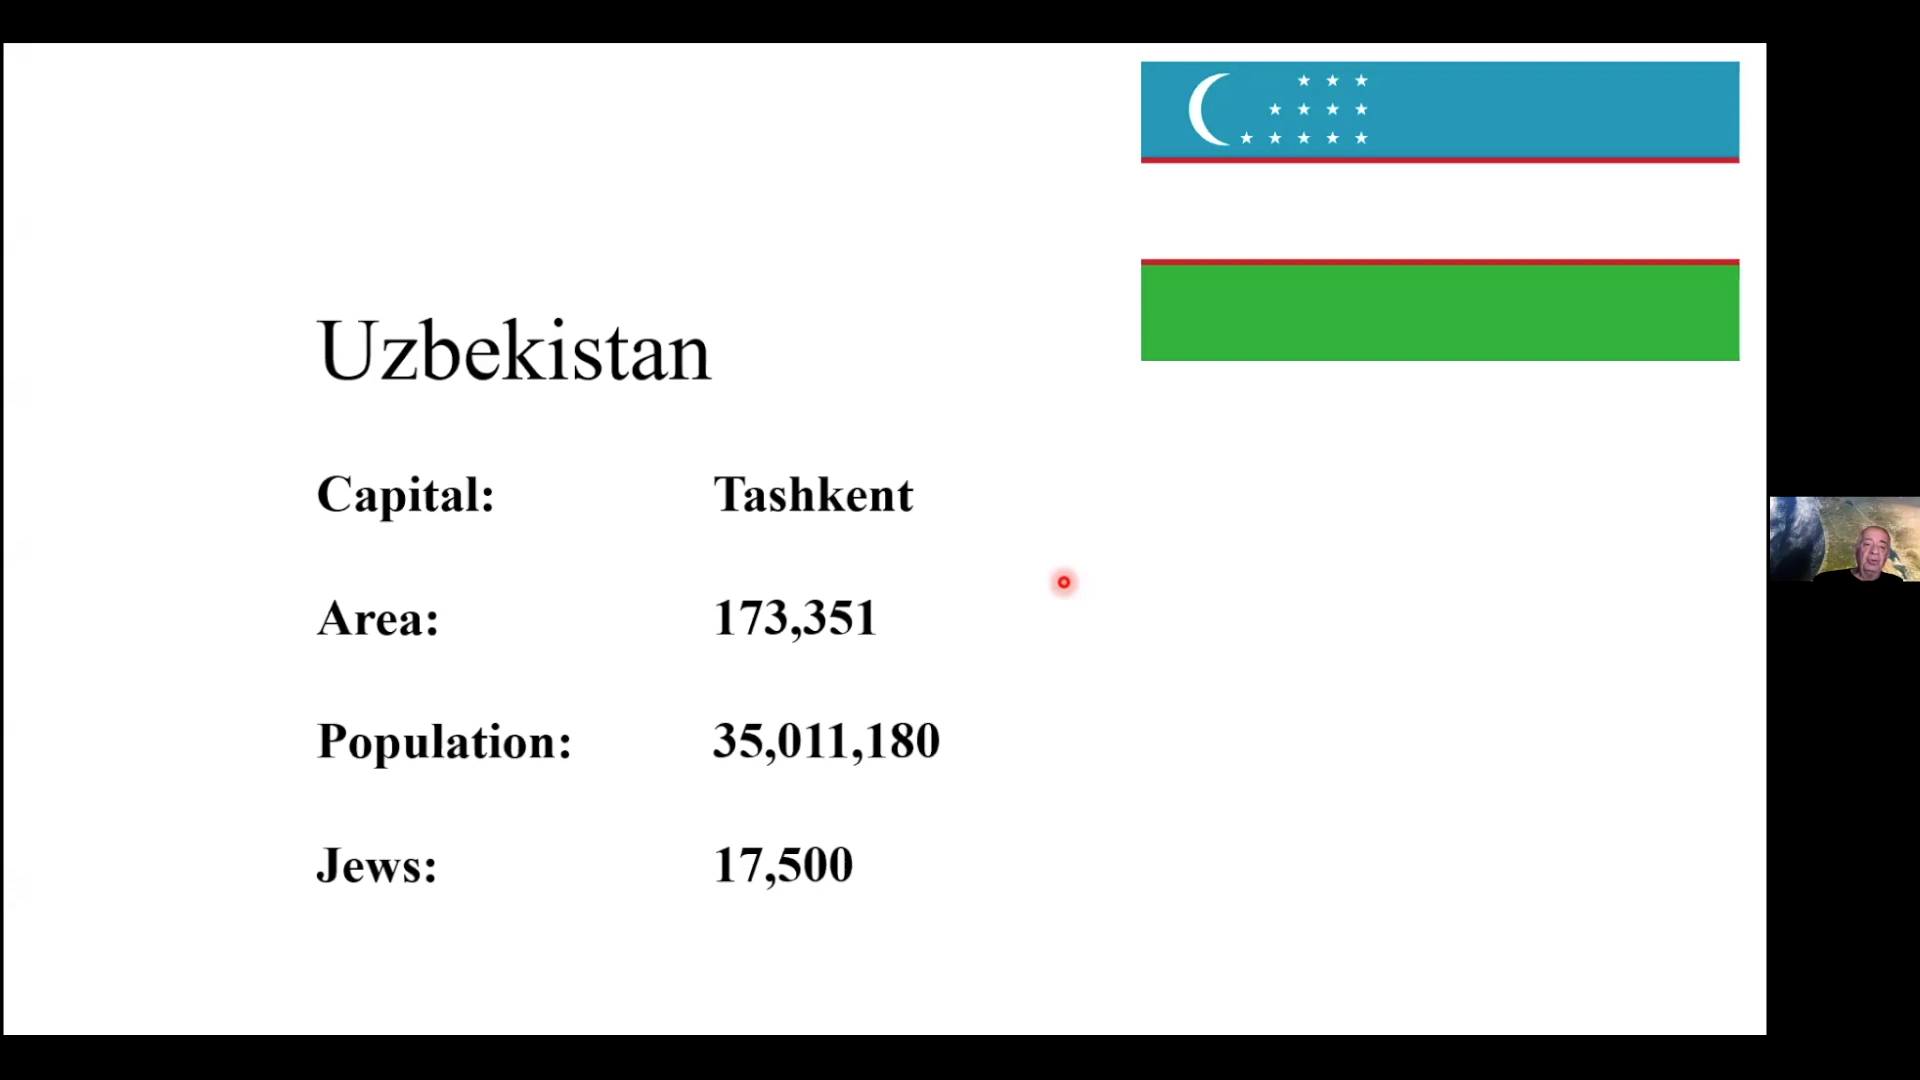 Uzbekistan
Capital: Tashkent
Area: 173,351
Population: 35,011,180
Jews: 17,500